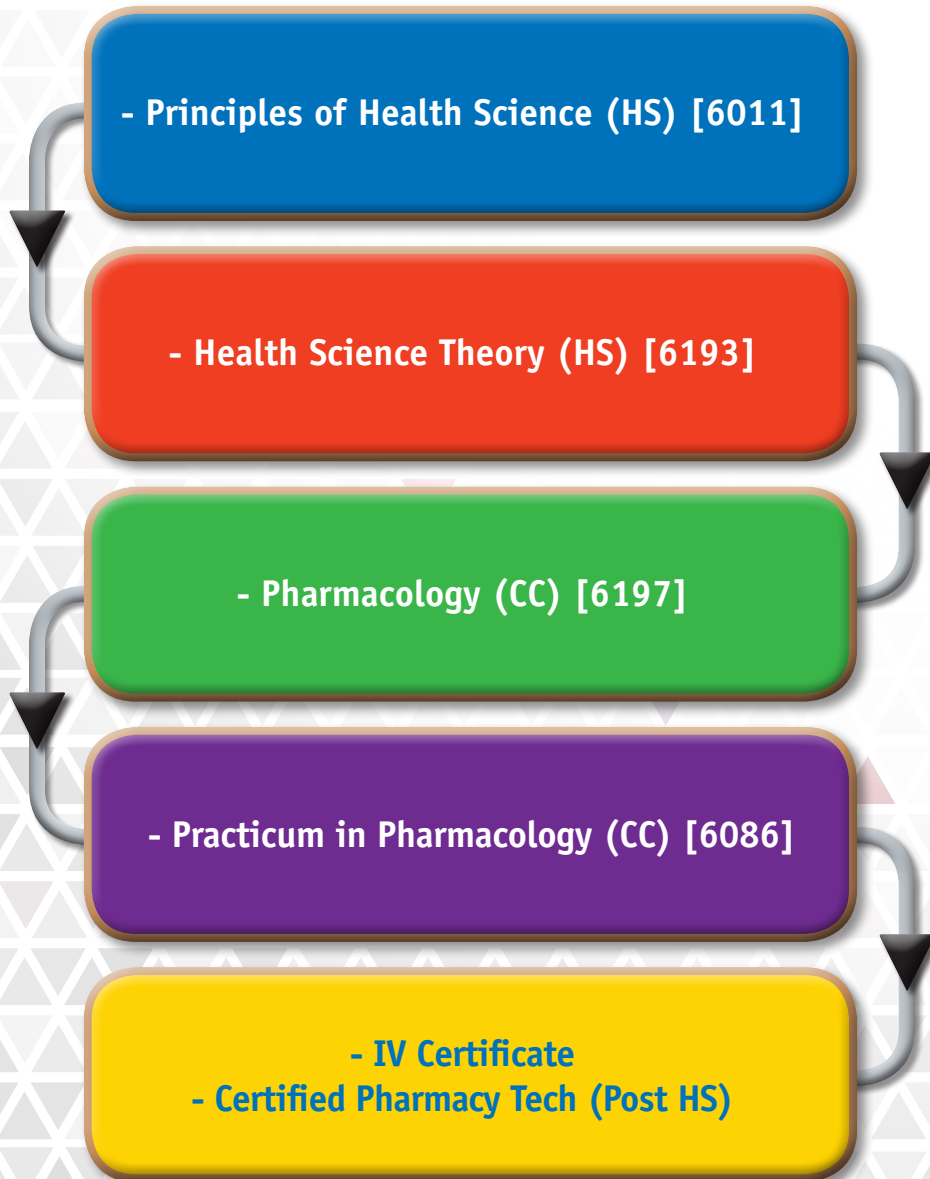 - Principles of Health Science (HS) [6011]
- Health Science Theory (HS) [6193]
- Pharmacology (CC) [6197]
- Practicum in Pharmacology (CC) [6086]
- IV Certificate
- Certified Pharmacy Tech (Post HS)